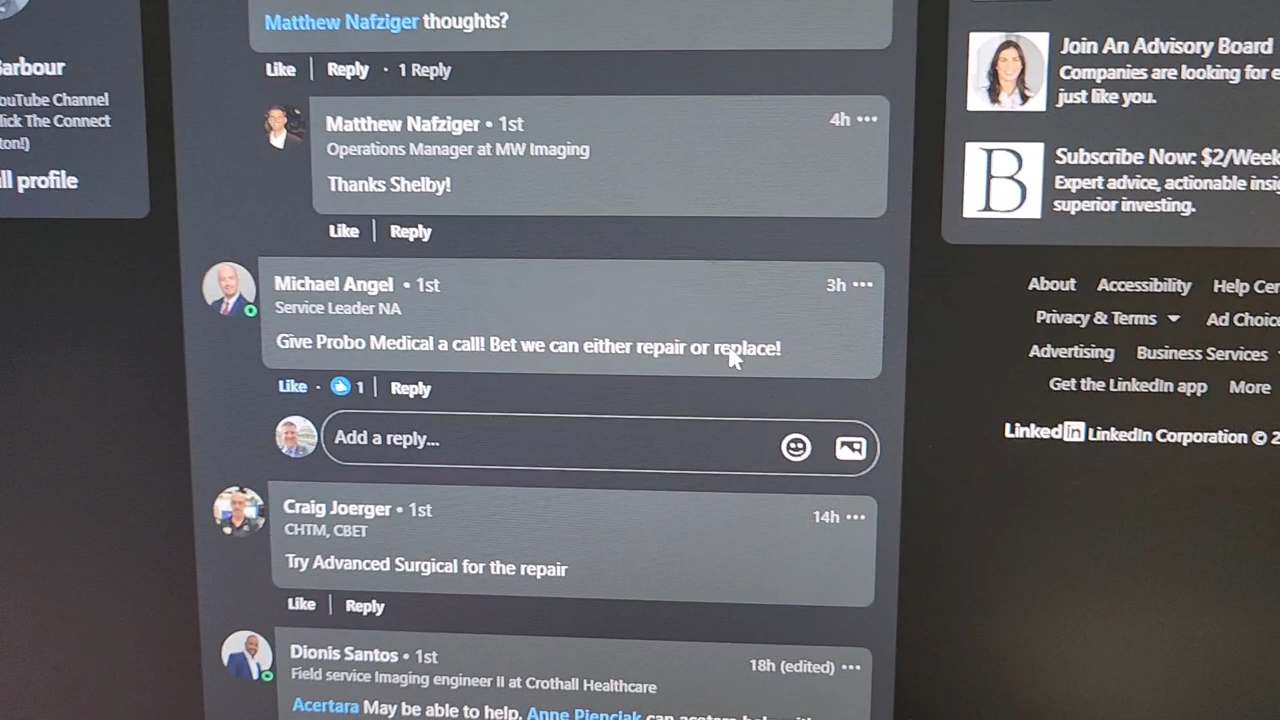 Matthew Nafziger thoughts?
Like | Reply · 1 Reply
Matthew Nafziger • 1st
4h •••
Operations Manager at MW Imaging
Thanks Shelby!
Like | Reply
Michael Angel • 1st
3h •••
Service Leader NA
Give Probo Medical a call! Bet we can either repair or replace!
Like · 1 | Reply
Add a reply...
Craig Joerger • 1st
14h •••
CHTM, CBET
Try Advanced Surgical for the repair
Like | Reply
Dionis Santos • 1st
18h (edited) •••
Field service Imaging engineer II at Crothall Healthcare
Acertara May be able to help. Anne Pienciak can
arbour
ouTube Channel
lick The Connect
ton!)
ll profile
Join An Advisory Board
Companies are looking for e
just like you.
B
Subscribe Now: $2/Week
Expert advice, actionable insi
superior investing.
About Accessibility Help Cen
Privacy & Terms Ad Choic
Advertising Business Services
Get the LinkedIn app More
Linked in LinkedIn Corporation © 2